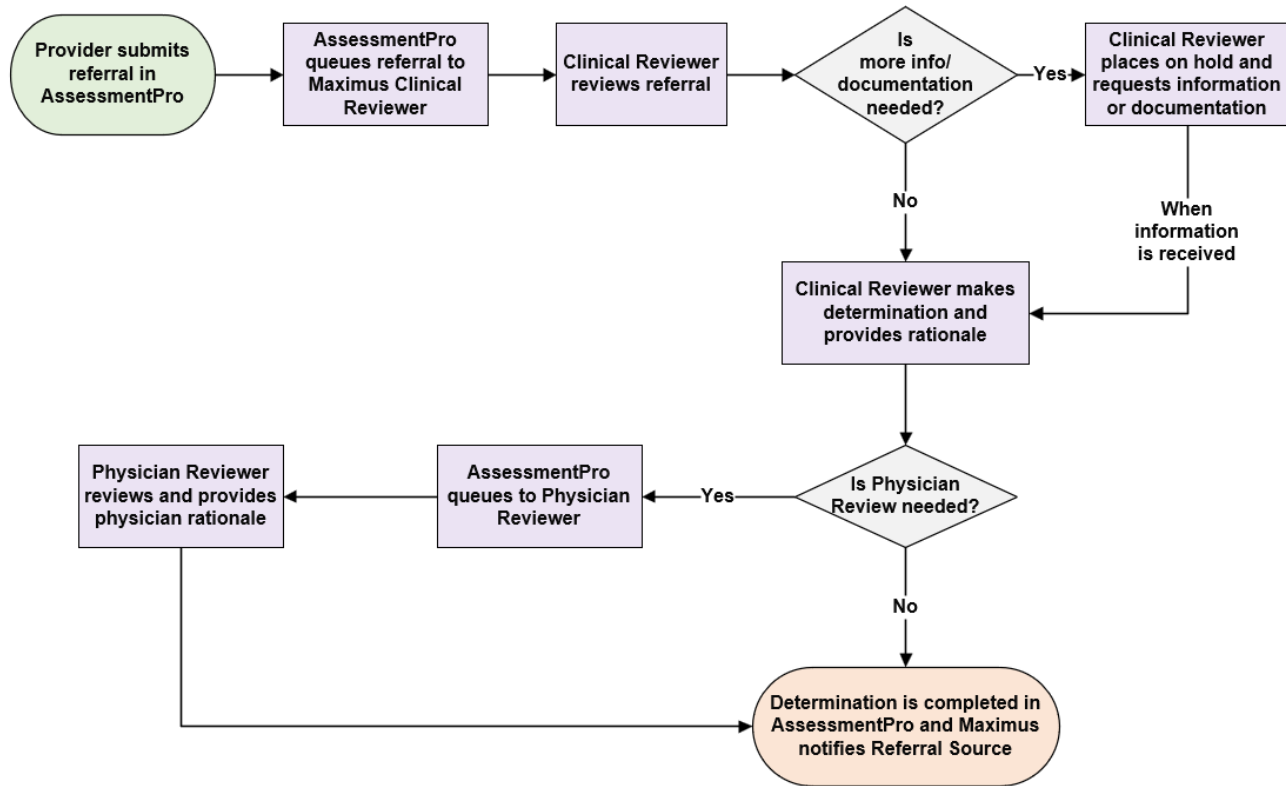 Provider submits
referral in
AssessmentPro
AssessmentPro
queues referral to
Maximus Clinical
Reviewer
Clinical Reviewer
reviews referral
Is
more info/
documentation
needed?
Yes
Clinical Reviewer
places on hold and
requests information
or documentation
No
When
information
is received
Clinical Reviewer makes
determination and
provides rationale
Physician Reviewer
reviews and provides
physician rationale
AssessmentPro
queues to Physician
Reviewer
Yes
Is Physician
Review needed?
No
Determination is completed in
AssessmentPro and Maximus
notifies Referral Source